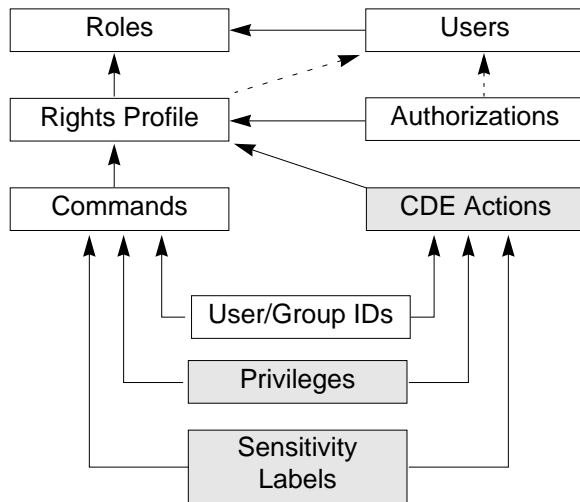 Roles
Users
Rights Profile
Authorizations
Commands
CDE Actions
User/Group IDs
Privileges
Sensitivity
Labels